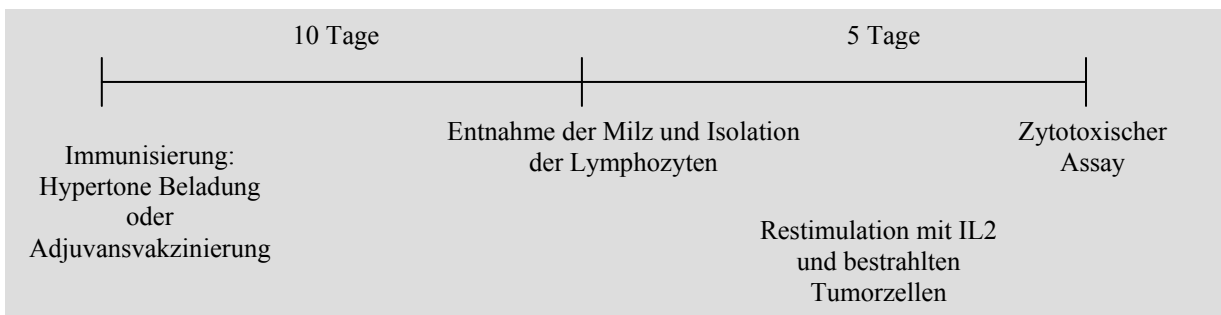 10 Tage
5 Tage
Immunisierung:
Hypertone Beladung
oder
Adjuvansvakzinierung
Entnahme der Milz und Isolation
der Lymphozyten
Zytotoxischer
Assay
Restimulation mit IL2
und bestrahlten
Tumorzellen